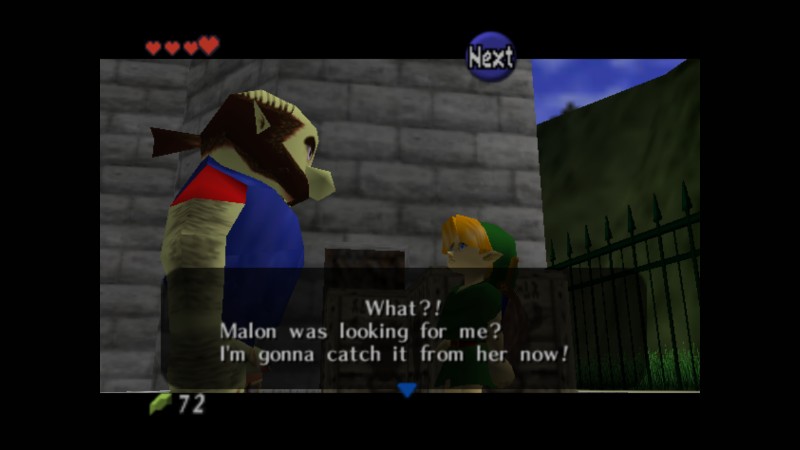 Next
What?!
Malon was looking for me?
I'm gonna catch it from her now!
72